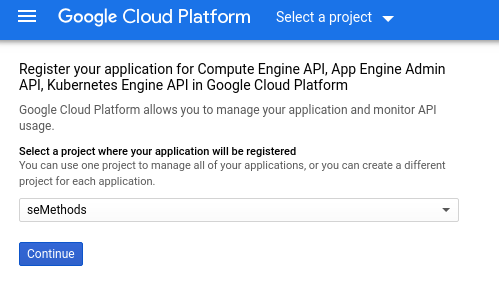 Google Cloud Platform Select a project
Register your application for Compute Engine API, App Engine Admin
API, Kubernetes Engine API in Google Cloud Platform
Google Cloud Platform allows you to manage your application and monitor API
usage.
Select a project where your application will be registered
You can use one project to manage all of your applications, or you can create a different
project for each application.
seMethods
Continue